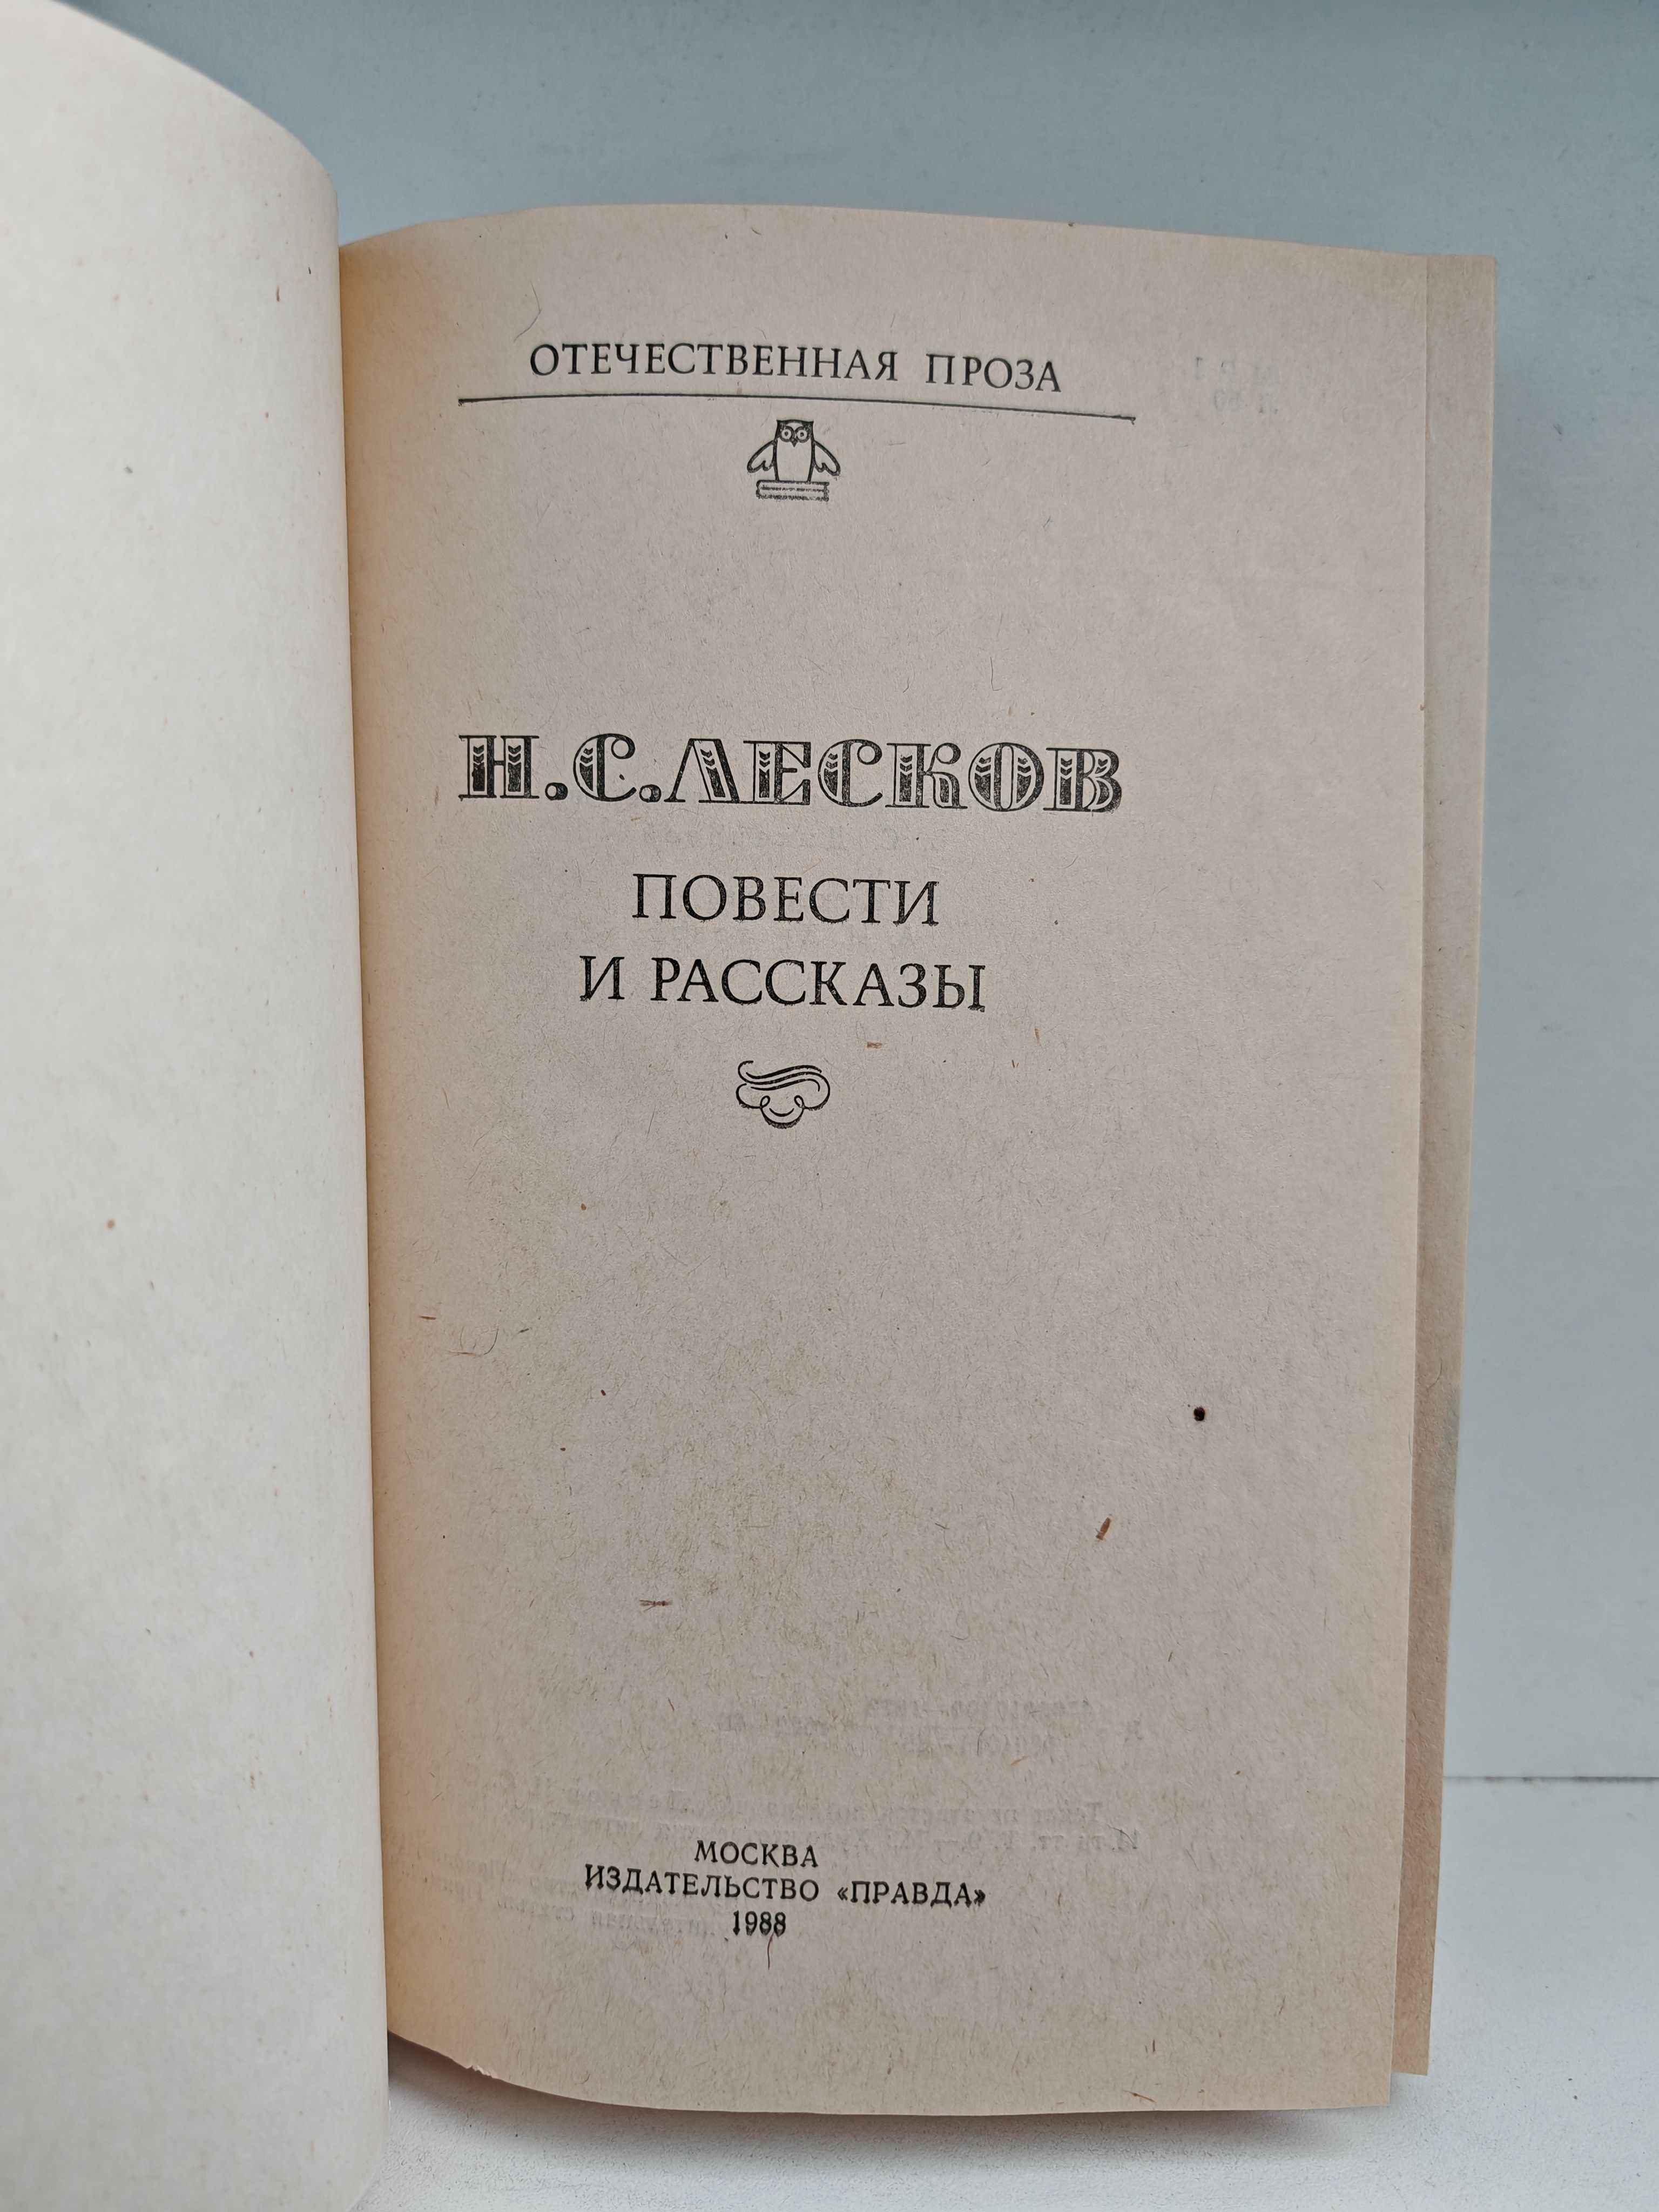 ОТЕЧЕСТВЕННАЯ ПРОЗА
Н.С.ЛЕСКОВ
ПОВЕСТИ
И РАССКАЗЫ
МОСКВА
ИЗДАТЕЛЬСТВО «ПРАВДА»
1988